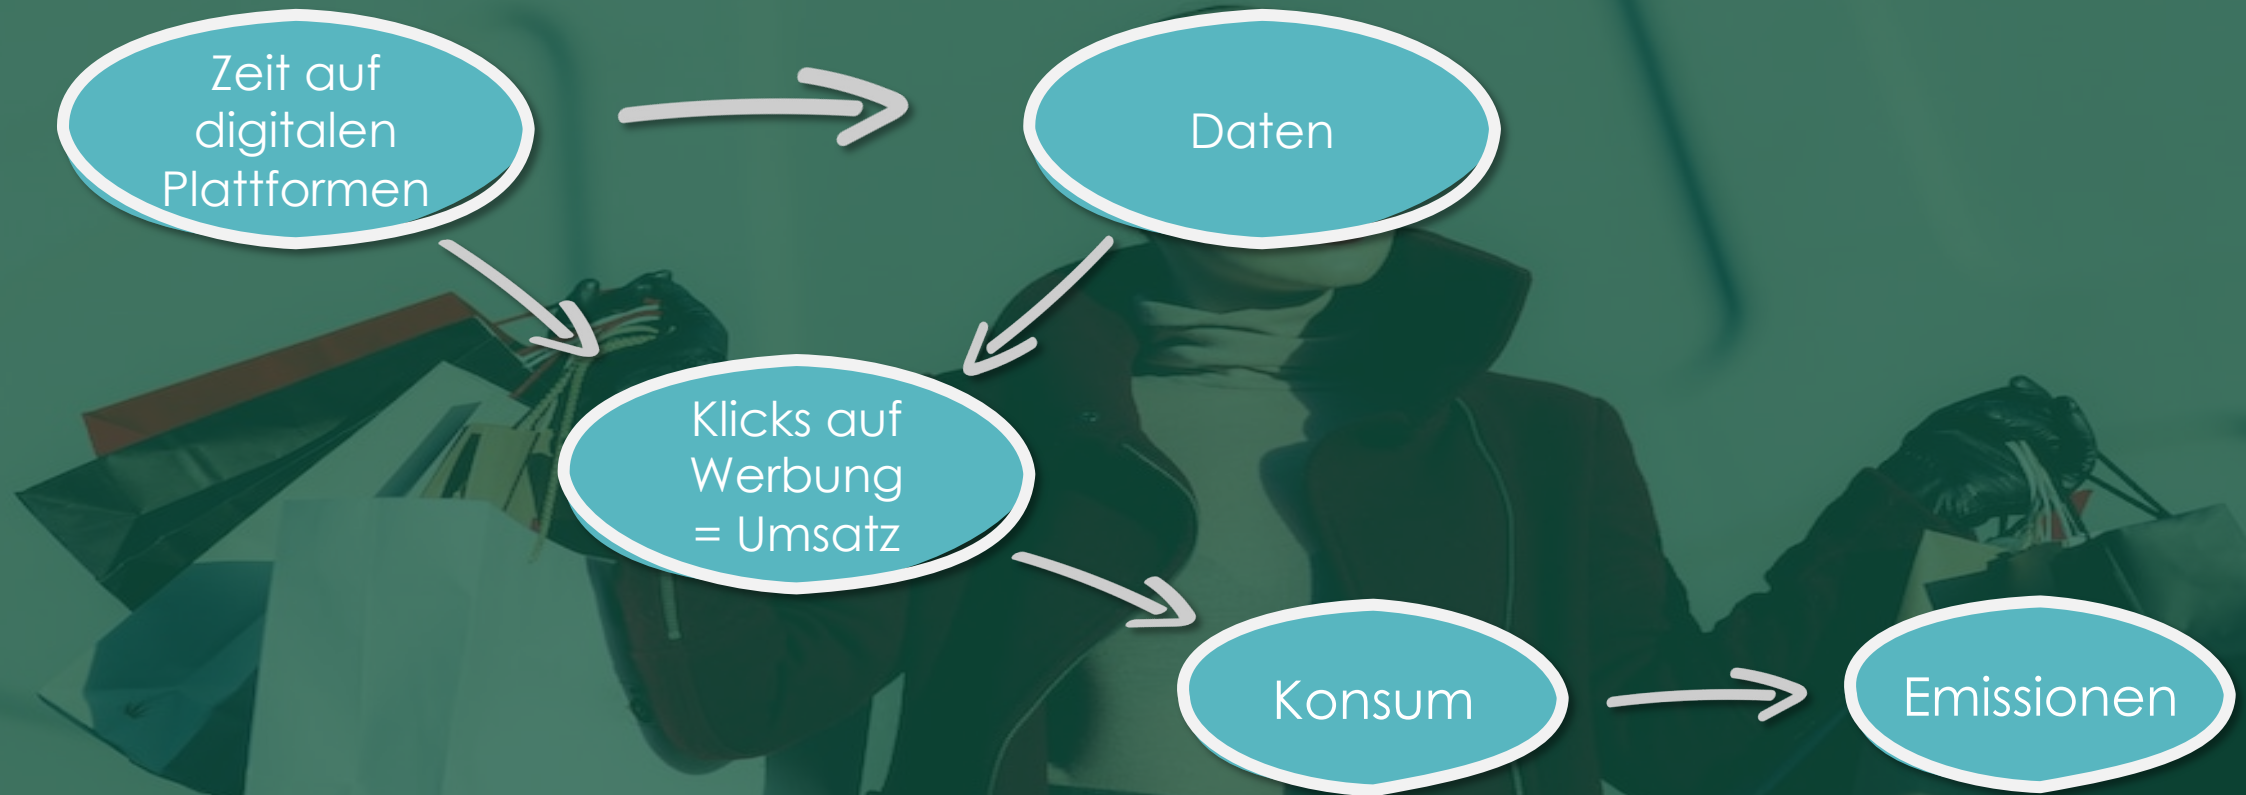 Zeit auf
digitalen
Plattformen
Daten
Klicks auf
Werbung
= Umsatz
Konsum
Emissionen